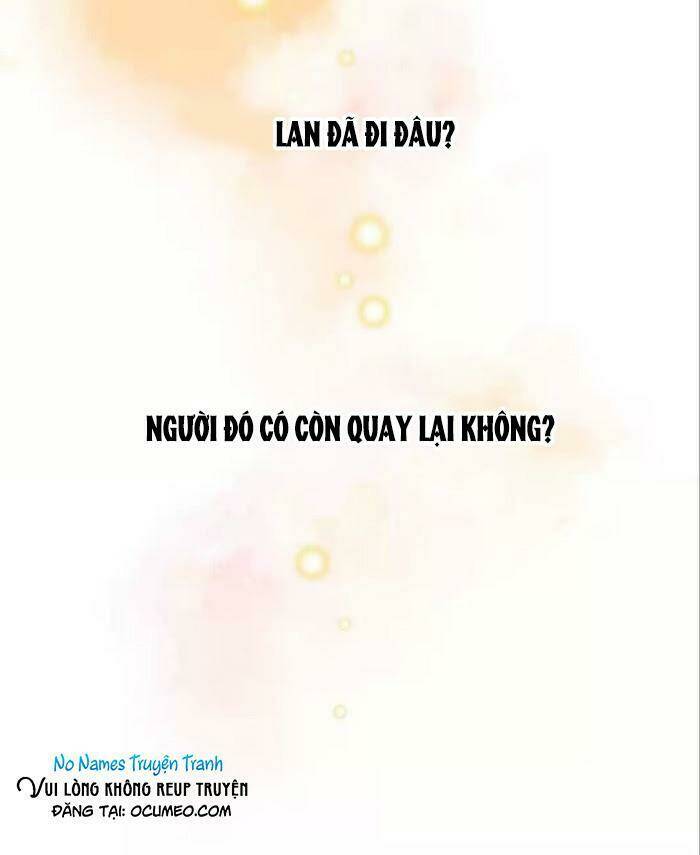 LAN ĐÃ ĐI ĐÂU?
NGƯỜI ĐÓ CÓ CÒN QUAY LẠI KHÔNG?
No Names Truyện Tranh
VUI LÒNG KHÔNG REUP TRUYỆN
ĐĂNG TẠI: OCUMEO.COM